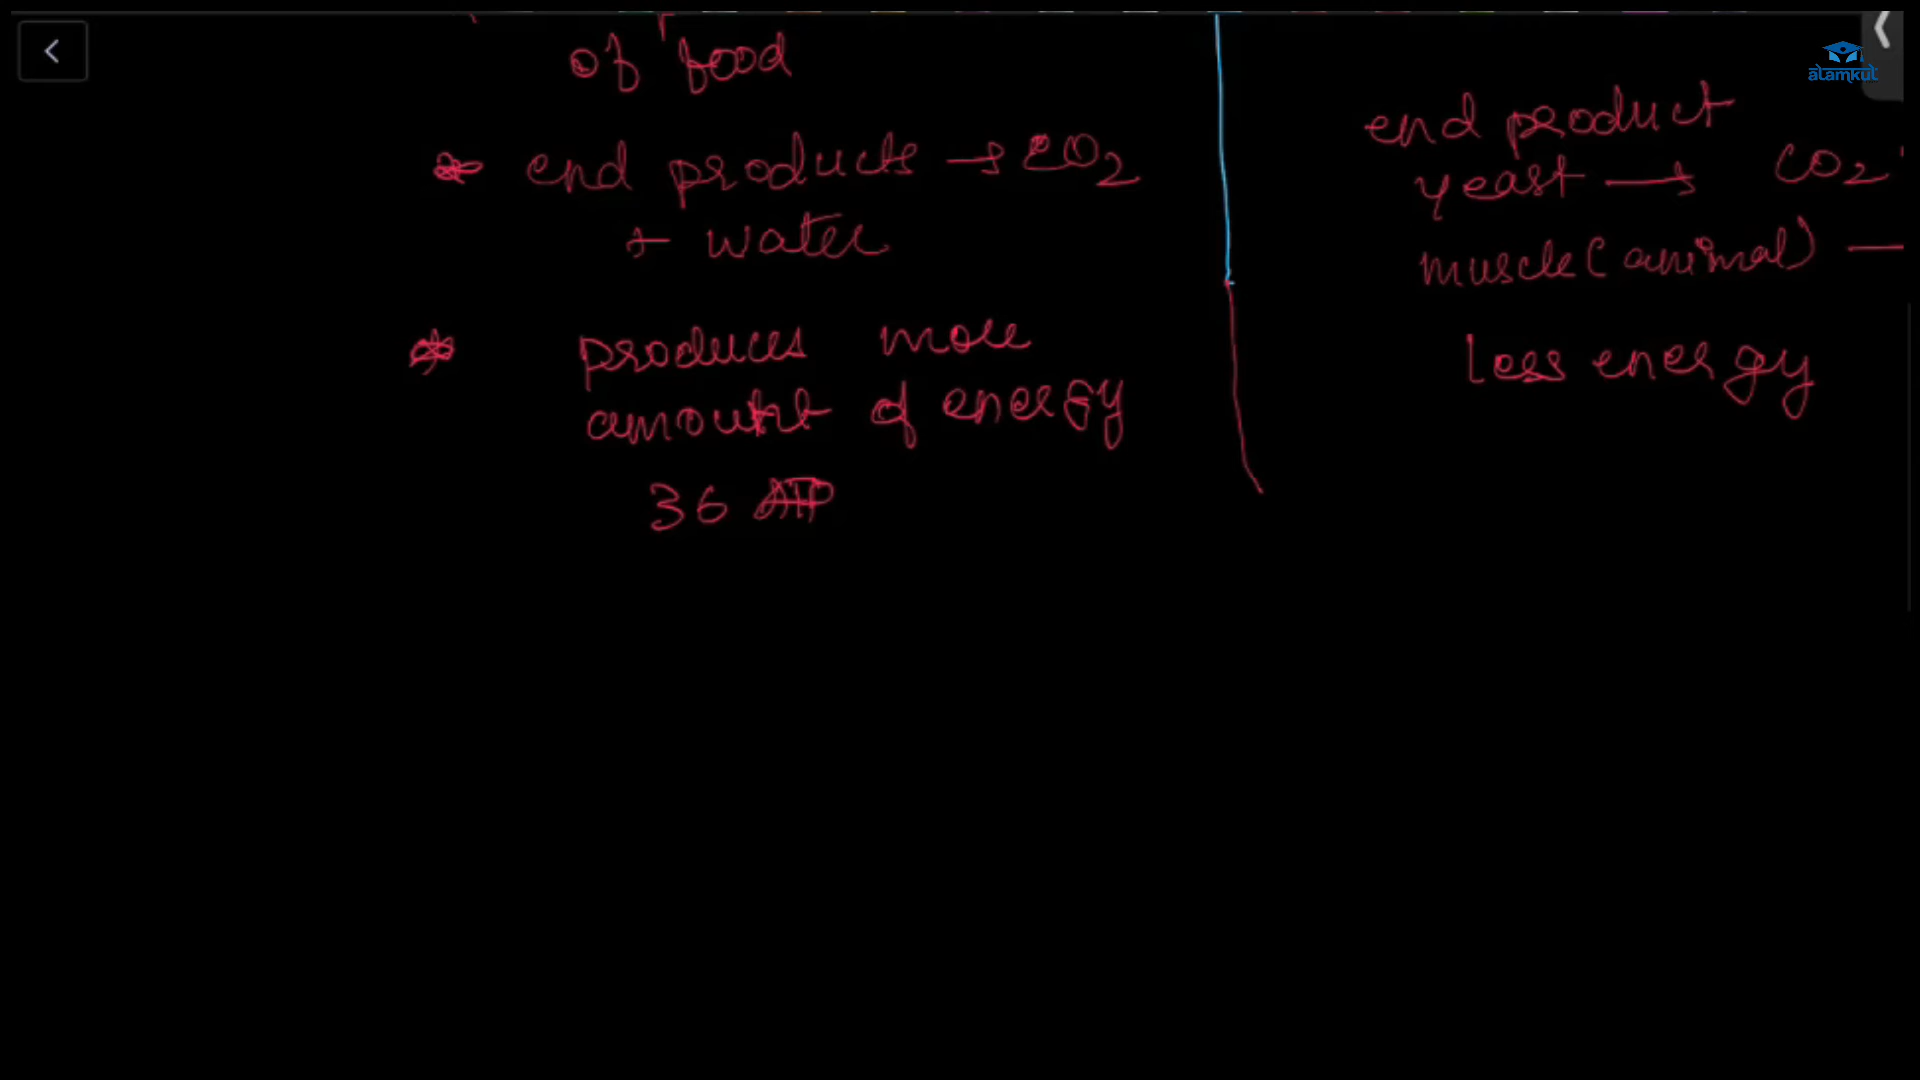 of food
* end products → CO2
+ water
* produces more
amount of energy
36 ATP
end product
yeast → CO2
muscle (animal) —
less energy
alamkul